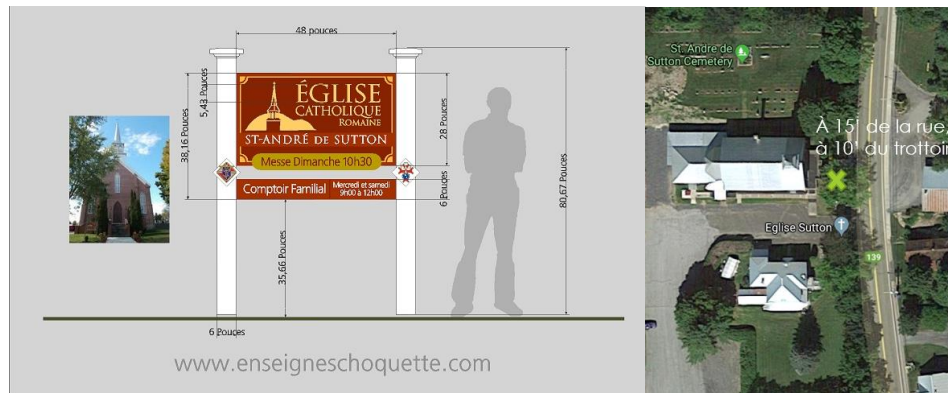 48 pouces
5,43 Pouces
38,16 Pouces
ÉGLISE
CATHOLIQUE
ROMAINE
ST-ANDRÉ DE SUTTON
Messe Dimanche 10h30
Comptoir Familial
Mercredi et samedi
9h00 à 12h00
28 pouces
6 Pouces
80,67 Pouces
35,66 Pouces
6 Pouces
www.enseigneschoquette.com
St. Andre de
Sutton Cemetery
À 15' de la rue
à 10' du trottoir
Eglise Sutton
139